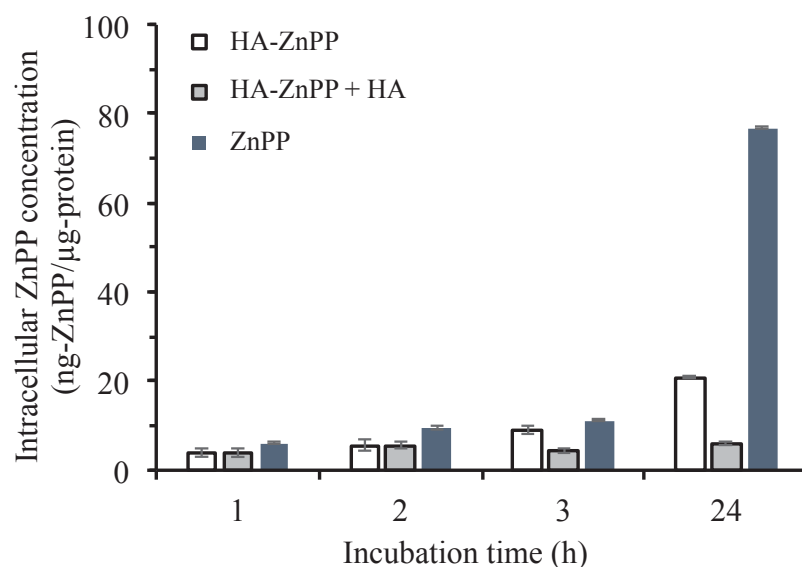 Intracellular ZnPP concentration
(ng-ZnPP/µg-protein)
100
80
60
40
20
0
HA-ZnPP
HA-ZnPP + HA
ZnPP
1 2 3 24
Incubation time (h)